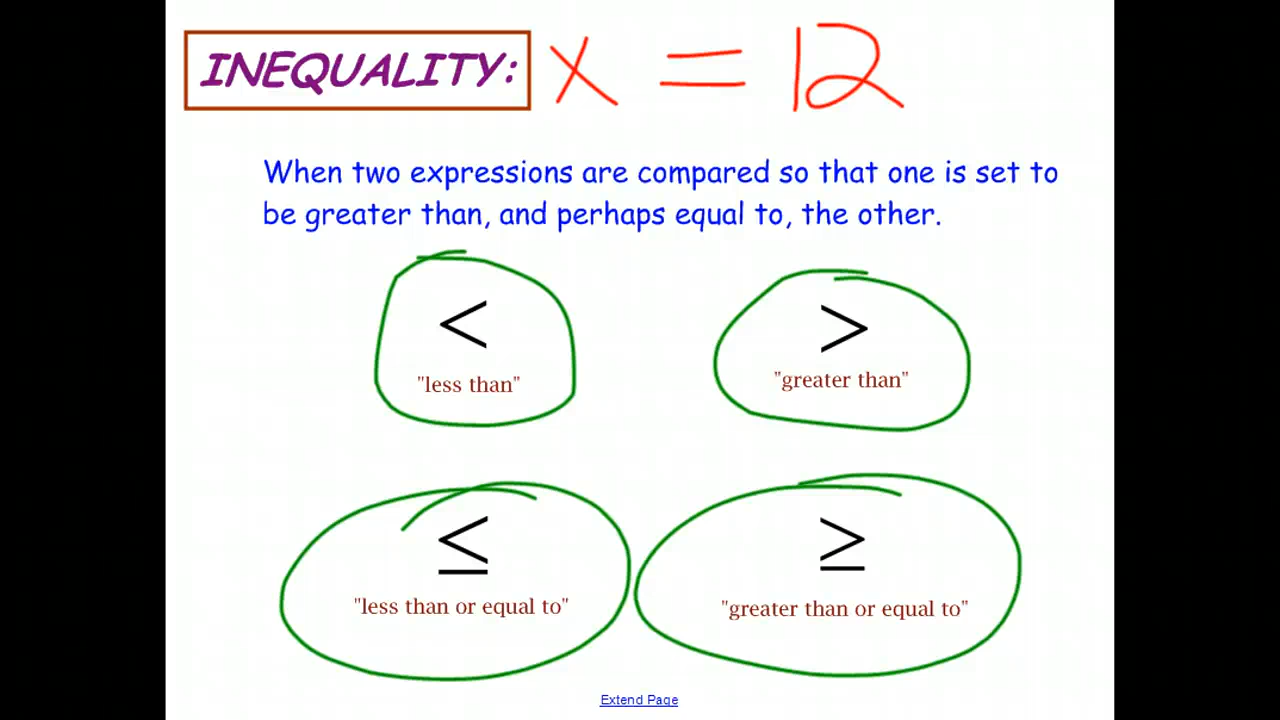 INEQUALITY: x = 12
When two expressions are compared so that one is set to
be greater than, and perhaps equal to, the other.
< >
"less than" "greater than"
≤ ≥
"less than or equal to" "greater than or equal to"
Extend Page